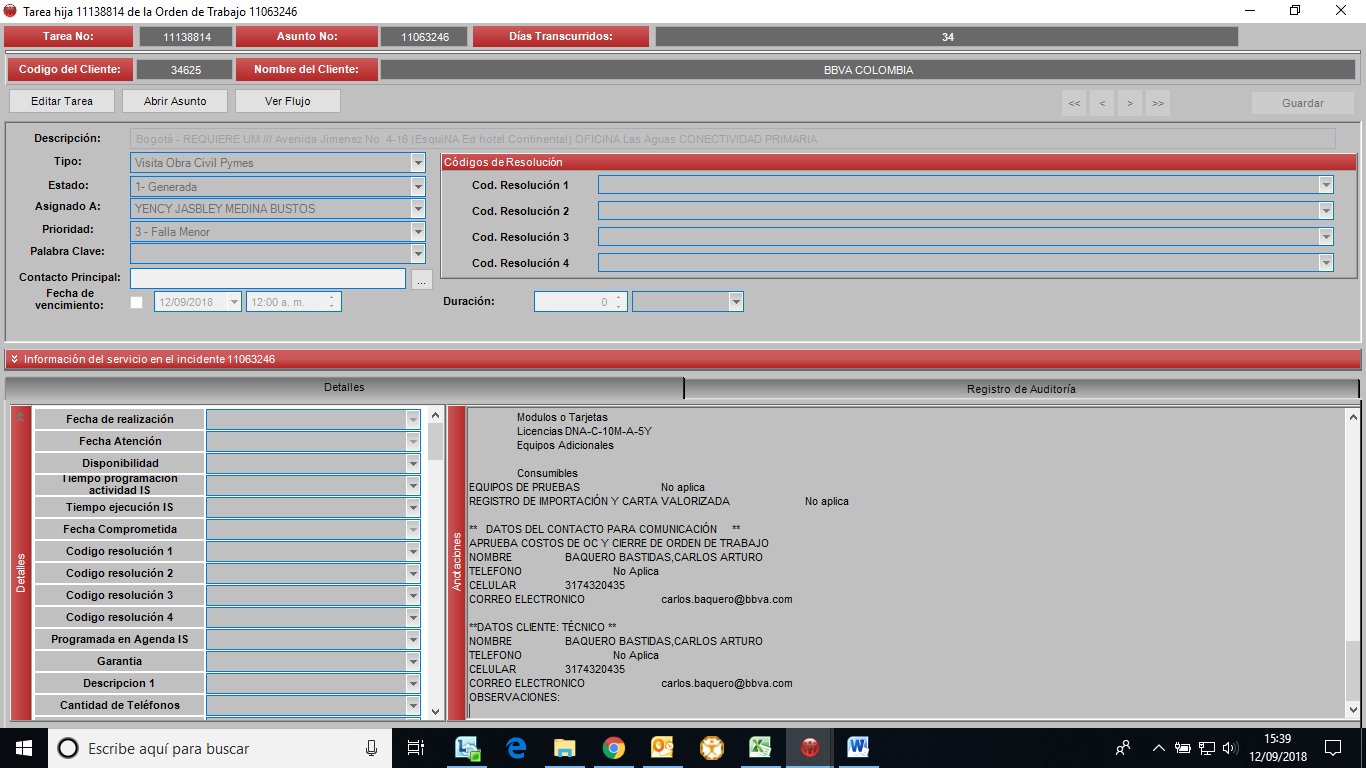 Tarea hija 11138814 de la Orden de Trabajo 11063246
Tarea No: 11138814 Asunto No: 11063246 Días Transcurridos: 34
Codigo del Cliente: 34625 Nombre del Cliente: BBVA COLOMBIA
Editar Tarea Abrir Asunto Ver Flujo << < > >> Guardar
Descripción: Bogotá - REQUIERE UM /// Avenida Jimenez No. 4-16 (EsquiNA Ed hotel Continental) OFICINA Las Aguas CONECTIVIDAD PRIMARIA
Tipo: Visita Obra Civil Pymes
Estado: 1- Generada
Asignado A: YENCY JASBLEY MEDINA BUSTOS
Prioridad: 3 - Falla Menor
Palabra Clave:
Contacto Principal: ...
Fecha de
vencimiento: 12/09/2018 12:00 a. m.
Códigos de Resolución
Cod. Resolución 1
Cod. Resolución 2
Cod. Resolución 3
Cod. Resolución 4
Duración: 0
Información del servicio en el incidente 11063246
Detalles Registro de Auditoría
Detalles
Fecha de realización
Fecha Atención
Disponibilidad
Tiempo programación
actividad IS
Tiempo ejecución IS
Fecha Comprometida
Codigo resolución 1
Codigo resolución 2
Codigo resolución 3
Codigo resolución 4
Programada en Agenda IS
Garantia
Descripcion 1
Cantidad de Teléfonos
Anotaciones
Modulos o Tarjetas
Licencias DNA-C-10M-A-5Y
Equipos Adicionales
Consumibles
EQUIPOS DE PRUEBAS No aplica
REGISTRO DE IMPORTACIÓN Y CARTA VALORIZADA No aplica
** DATOS DEL CONTACTO PARA COMUNICACIÓN **
APRUEBA COSTOS DE OC Y CIERRE DE ORDEN DE TRABAJO
NOMBRE BAQUERO BASTIDAS,CARLOS ARTURO
TELEFONO No Aplica
CELULAR 3174320435
CORREO ELECTRONICO carlos.baquero@bbva.com
**DATOS CLIENTE: TÉCNICO **
NOMBRE BAQUERO BASTIDAS,CARLOS ARTURO
TELEFONO No Aplica
CELULAR 3174320435
CORREO ELECTRONICO carlos.baquero@bbva.com
OBSERVACIONES:
Escribe aquí para buscar
15:39
12/09/2018